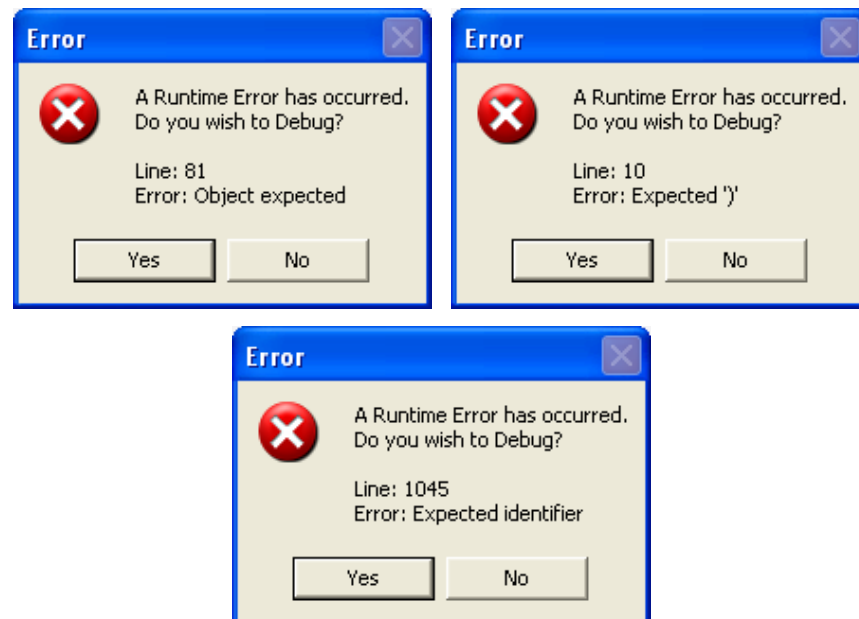 Error
A Runtime Error has occurred.
Do you wish to Debug?
Line: 81
Error: Object expected
Yes
No
Error
A Runtime Error has occurred.
Do you wish to Debug?
Line: 10
Error: Expected ')'
Yes
No
Error
A Runtime Error has occurred.
Do you wish to Debug?
Line: 1045
Error: Expected identifier
Yes
No